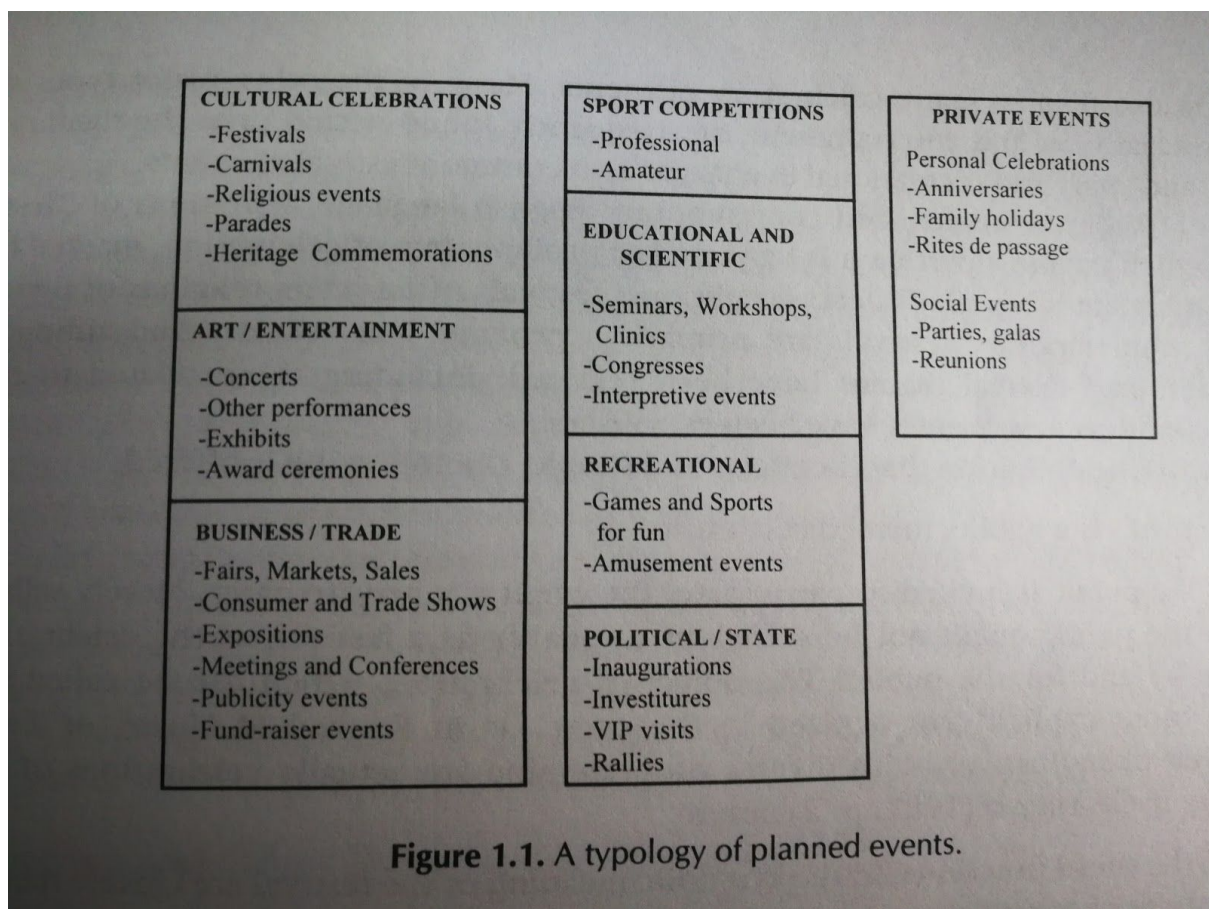 CULTURAL CELEBRATIONS
-Festivals
-Carnivals
-Religious events
-Parades
-Heritage Commemorations
ART / ENTERTAINMENT
-Concerts
-Other performances
-Exhibits
-Award ceremonies
BUSINESS / TRADE
-Fairs, Markets, Sales
-Consumer and Trade Shows
-Expositions
-Meetings and Conferences
-Publicity events
-Fund-raiser events
SPORT COMPETITIONS
-Professional
-Amateur
EDUCATIONAL AND
SCIENTIFIC
-Seminars, Workshops,
Clinics
-Congresses
-Interpretive events
RECREATIONAL
-Games and Sports
for fun
-Amusement events
POLITICAL / STATE
-Inaugurations
-Investitures
-VIP visits
-Rallies
PRIVATE EVENTS
Personal Celebrations
-Anniversaries
-Family holidays
-Rites de passage
Social Events
-Parties, galas
-Reunions
Figure 1.1. A typology of planned events.